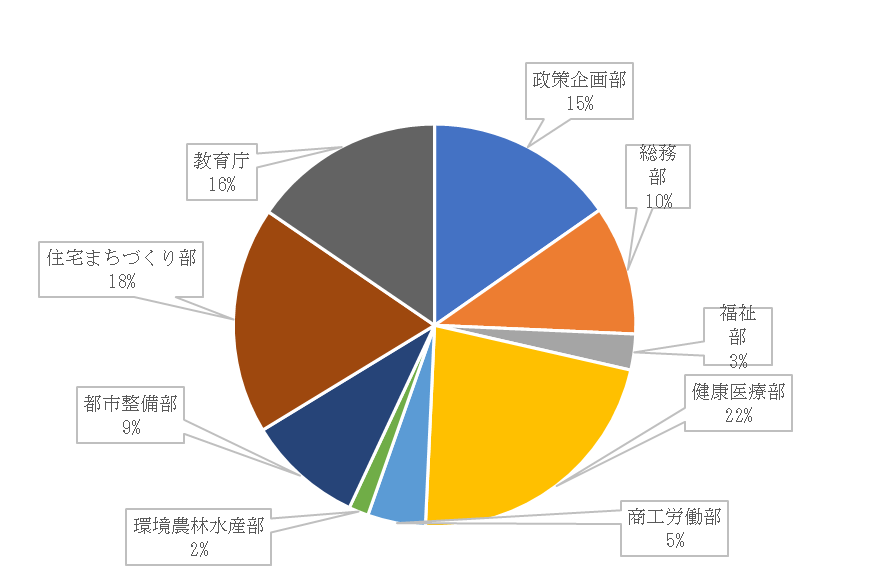 政策企画部
15%
総務
部
10%
福祉
部
3%
健康医療部
22%
商工労働部
5%
環境農林水産部
2%
都市整備部
9%
住宅まちづくり部
18%
教育庁
16%